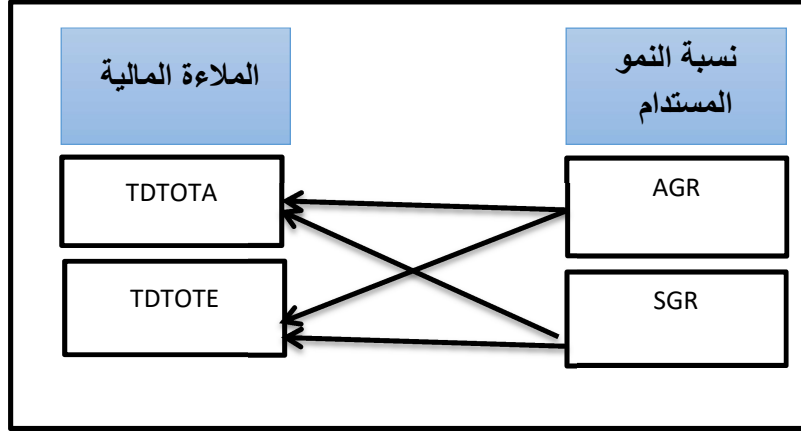 نسبة النمو
المستدام
الملاءة المالية
AGR
TDTOTA
SGR
TDTOTE